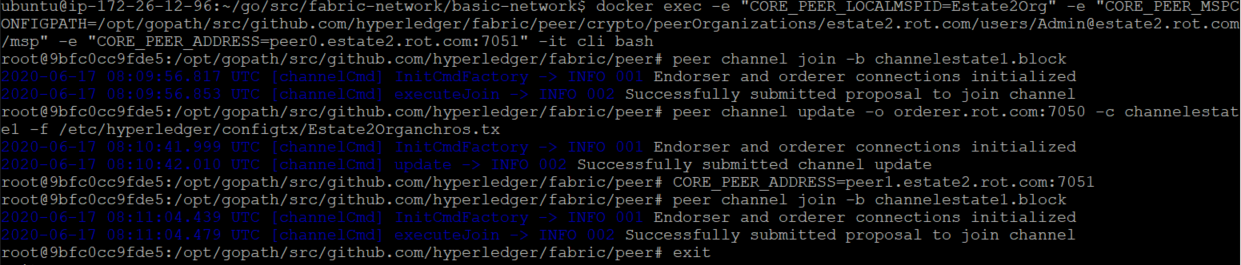 ubuntu@ip-172-26-12-96:~/go/src/fabric-network/basic-network$ docker exec -e "CORE_PEER_LOCALMSPID=Estate2Org" -e "CORE_PEER_MSPC
ONFIGPATH=/opt/gopath/src/github.com/hyperledger/fabric/peer/crypto/peerOrganizations/estate2.rot.com/users/Admin@estate2.rot.com
/msp" -e "CORE_PEER_ADDRESS=peer0.estate2.rot.com:7051" -it cli bash
root@9bfc0cc9fde5:/opt/gopath/src/github.com/hyperledger/fabric/peer# peer channel join -b channelestate1.block
2020-06-17 08:09:56.817 UTC [channelCmd] InitCmdFactory -> INFO 001 Endorser and orderer connections initialized
2020-06-17 08:09:56.853 UTC [channelCmd] executeJoin -> INFO 002 Successfully submitted proposal to join channel
root@9bfc0cc9fde5:/opt/gopath/src/github.com/hyperledger/fabric/peer# peer channel update -o orderer.rot.com:7050 -c channelestat
e1 -f /etc/hyperledger/configtx/Estate2Organchros.tx
2020-06-17 08:10:41.999 UTC [channelCmd] InitCmdFactory -> INFO 001 Endorser and orderer connections initialized
2020-06-17 08:10:42.010 UTC [channelCmd] update -> INFO 002 Successfully submitted channel update
root@9bfc0cc9fde5:/opt/gopath/src/github.com/hyperledger/fabric/peer# CORE_PEER_ADDRESS=peer1.estate2.rot.com:7051
root@9bfc0cc9fde5:/opt/gopath/src/github.com/hyperledger/fabric/peer# peer channel join -b channelestate1.block
2020-06-17 08:11:04.439 UTC [channelCmd] InitCmdFactory -> INFO 001 Endorser and orderer connections initialized
2020-06-17 08:11:04.479 UTC [channelCmd] executeJoin -> INFO 002 Successfully submitted proposal to join channel
root@9bfc0cc9fde5:/opt/gopath/src/github.com/hyperledger/fabric/peer# exit